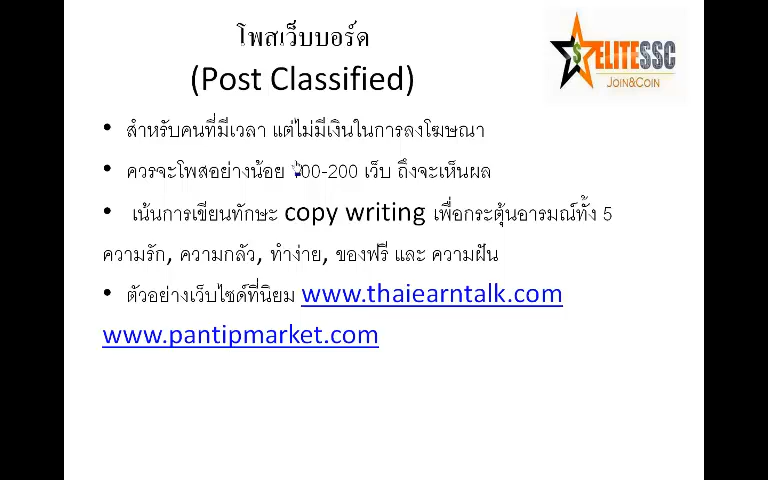 โพสเว็บบอร์ด
(Post Classified)
ELITESSC
JOIN&COIN
• สำหรับคนที่มีเวลา แต่ไม่มีเงินในการลงโฆษณา
• ควรจะโพสอย่างน้อย 00-200 เว็บ ถึงจะเห็นผล
• เน้นการเขียนทักษะ copy writing เพื่อกระตุ้นอารมณ์ทั้ง 5
ความรัก, ความกลัว, ทำง่าย, ของฟรี และ ความฝัน
• ตัวอย่างเว็บไซด์ที่นิยม www.thaiearntalk.com
www.pantipmarket.com